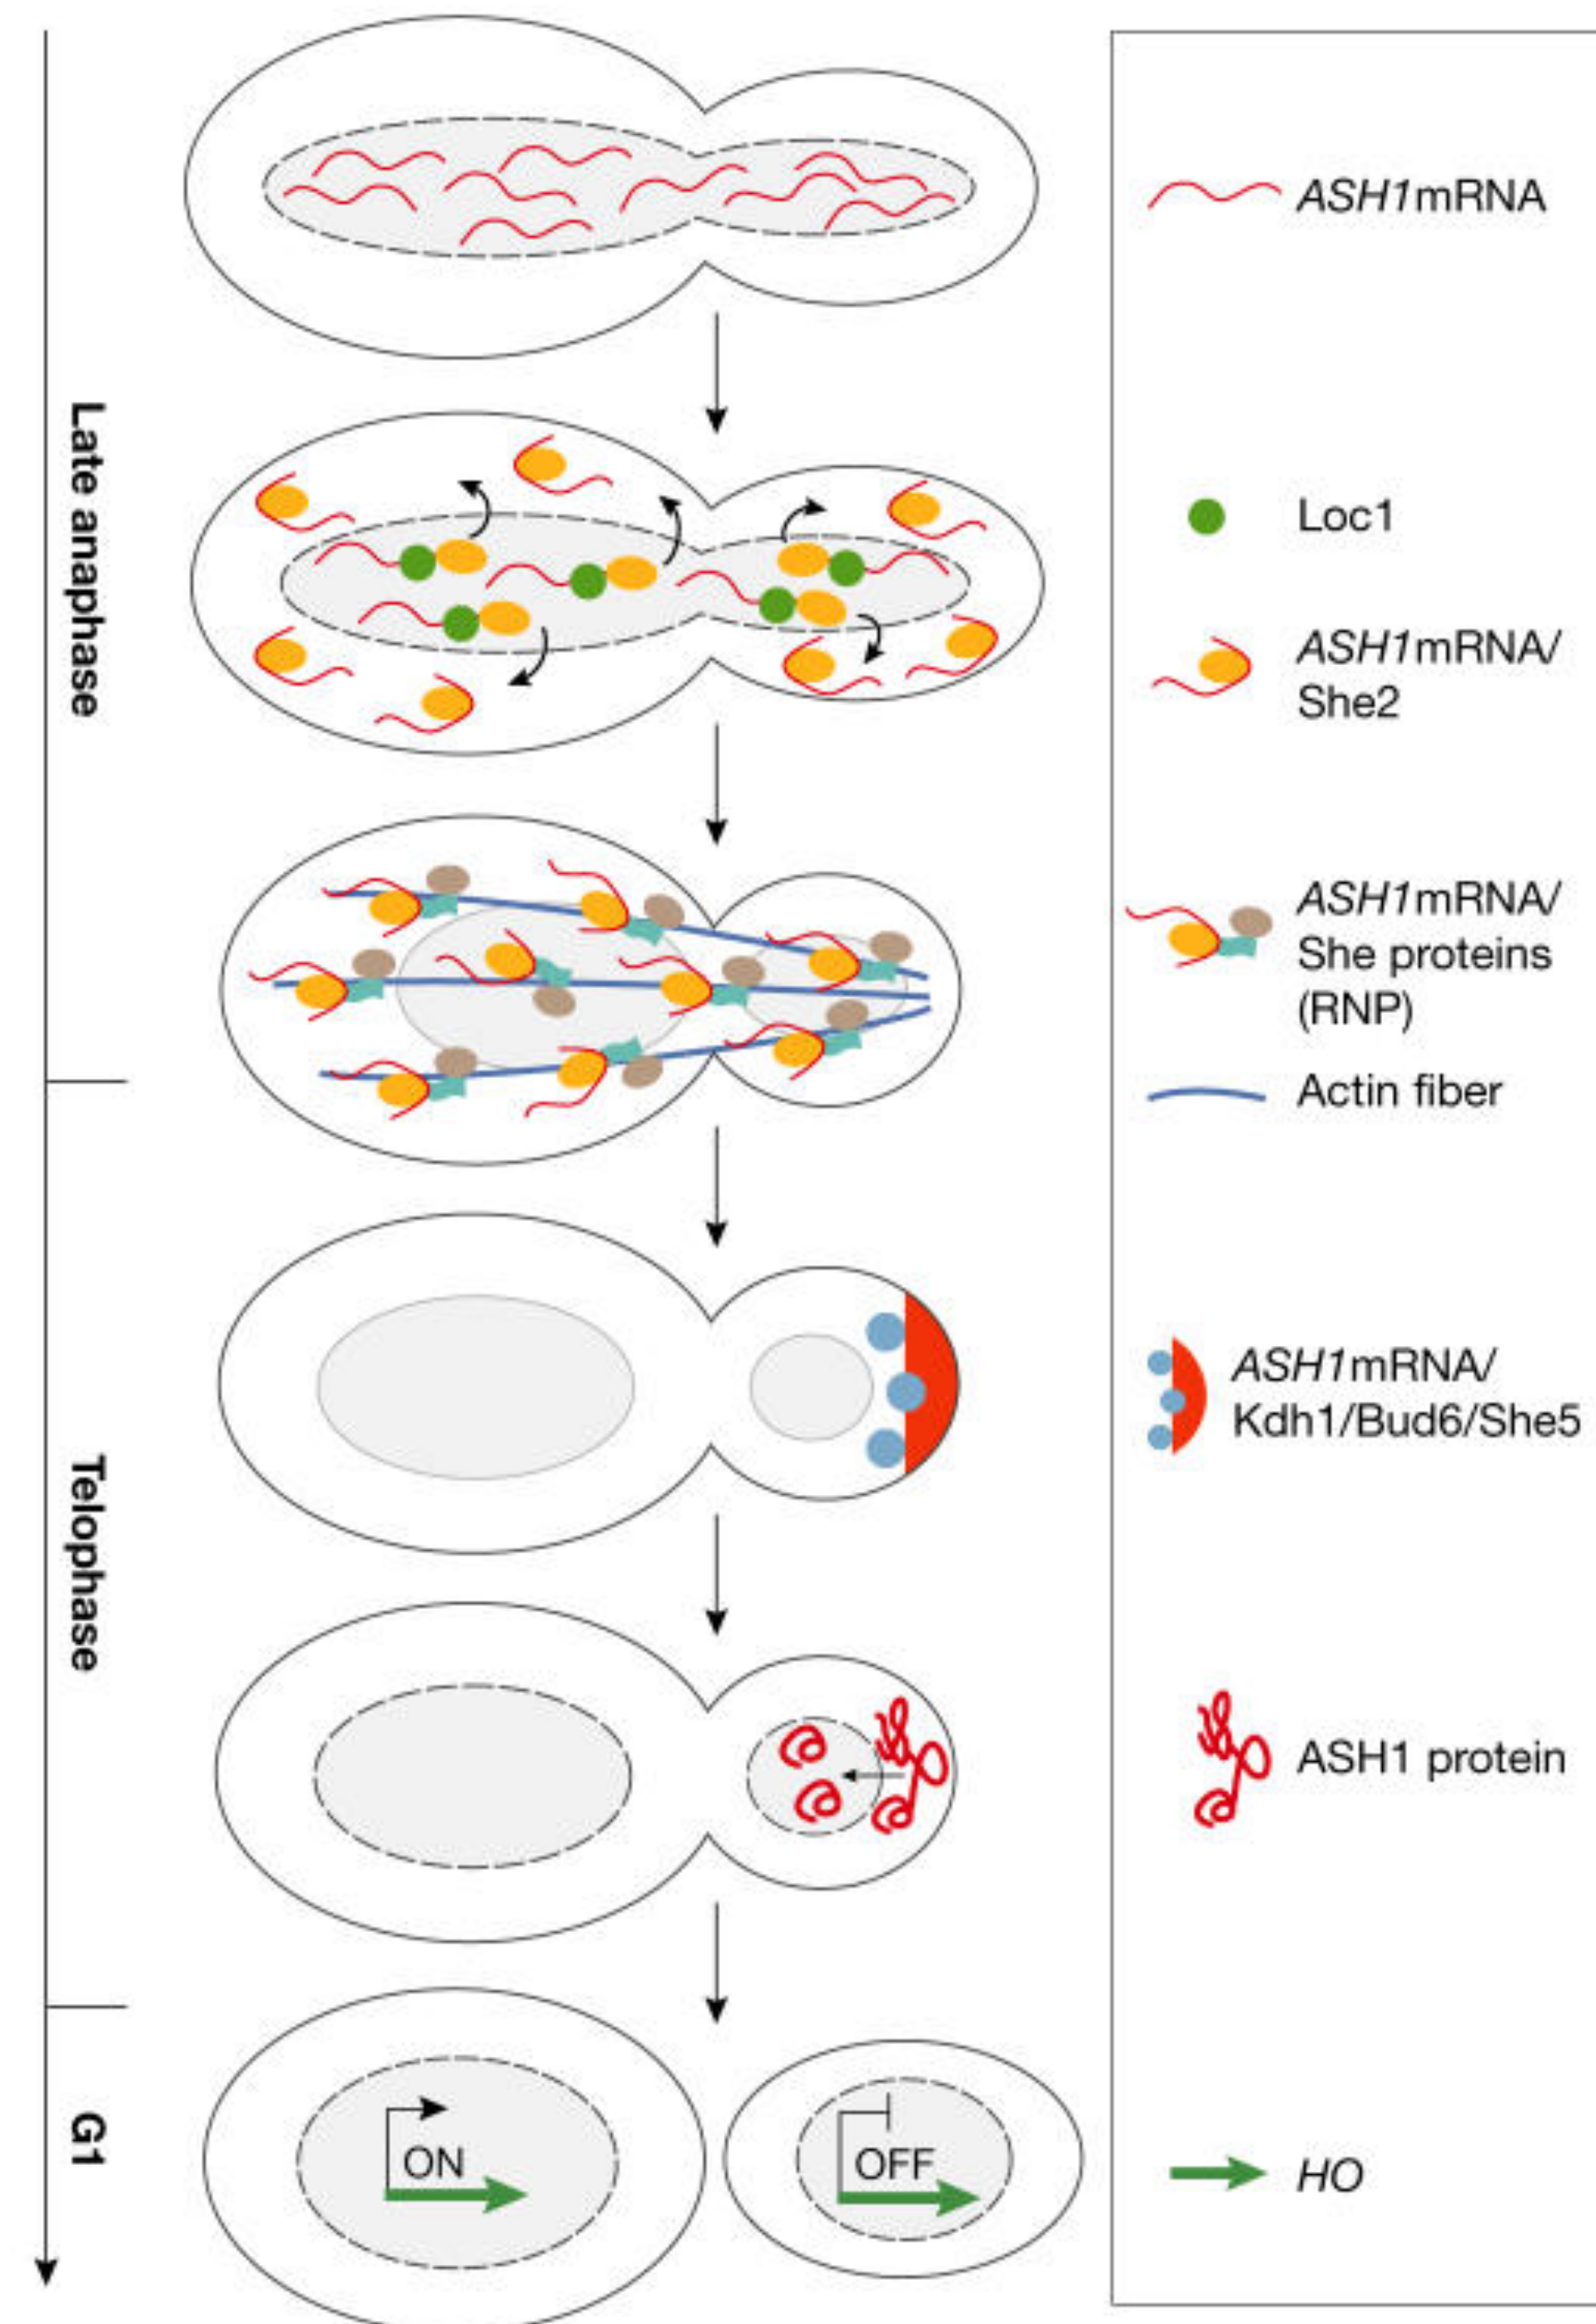 Late anaphase
Telophase
G1
ON
OFF
ASH1mRNA
Loc1
ASH1mRNA/
She2
ASH1mRNA/
She proteins
(RNP)
Actin fiber
ASH1mRNA/
Kdh1/Bud6/She5
ASH1 protein
HO